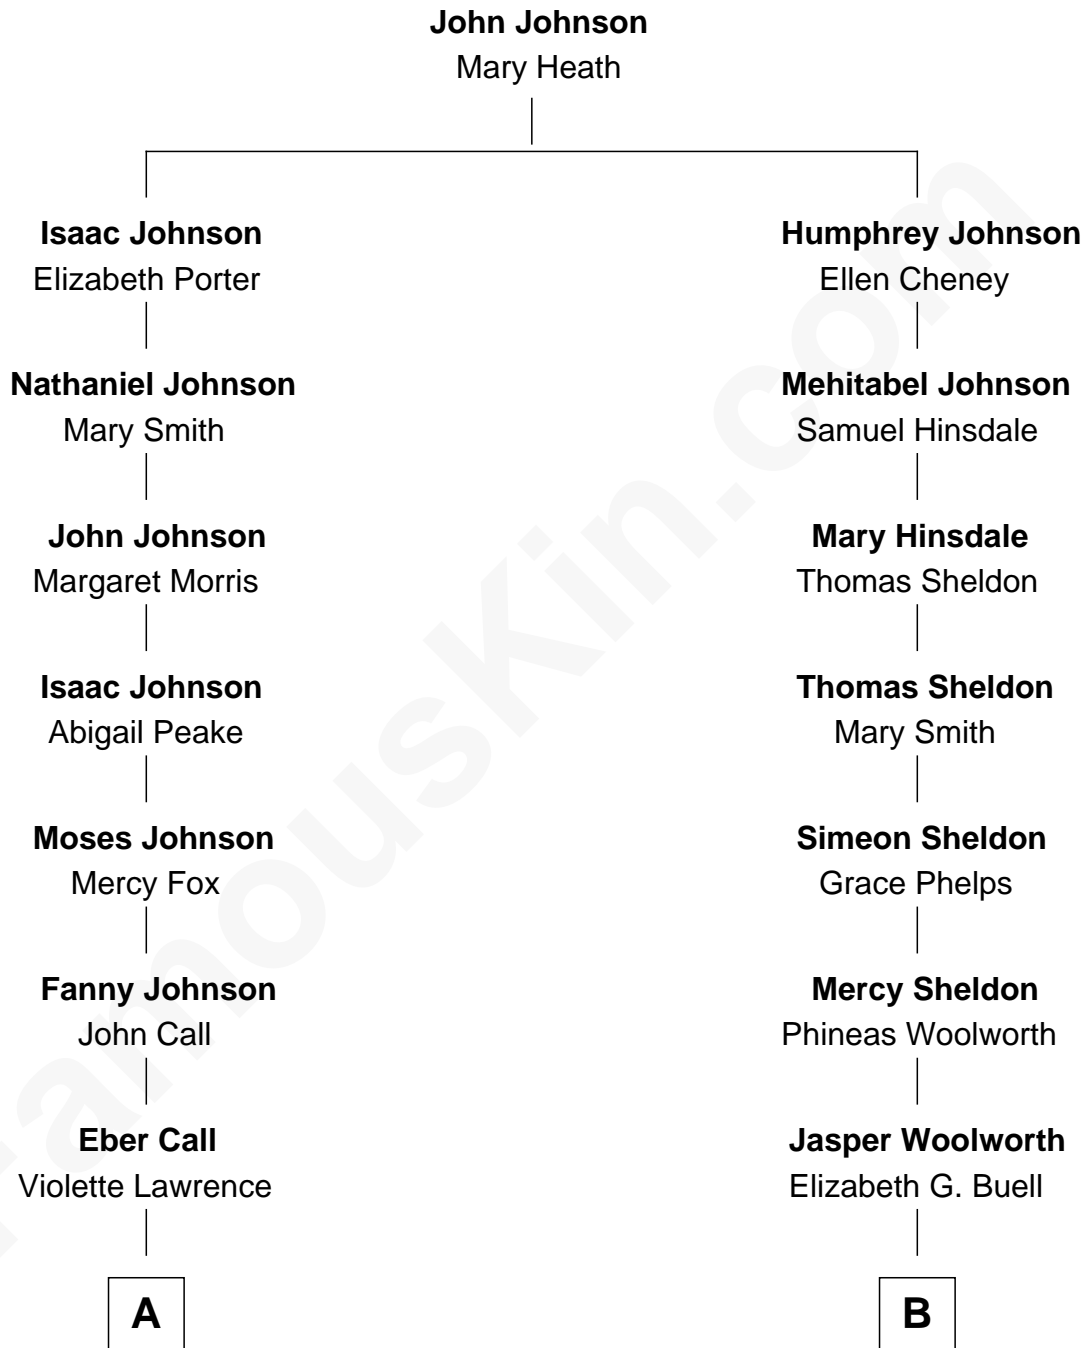 John Johnson
Mary Heath
Isaac Johnson
Elizabeth Porter
Humphrey Johnson
Ellen Cheney
Nathaniel Johnson
Mary Smith
Mehitabel Johnson
Samuel Hinsdale
John Johnson
Margaret Morris
Mary Hinsdale
Thomas Sheldon
Isaac Johnson
Abigail Peake
Thomas Sheldon
Mary Smith
Moses Johnson
Mercy Fox
Simeon Sheldon
Grace Phelps
Fanny Johnson
John Call
Mercy Sheldon
Phineas Woolworth
Eber Call
Violette Lawrence
Jasper Woolworth
Elizabeth G. Buell
A
B
FamousKin.com